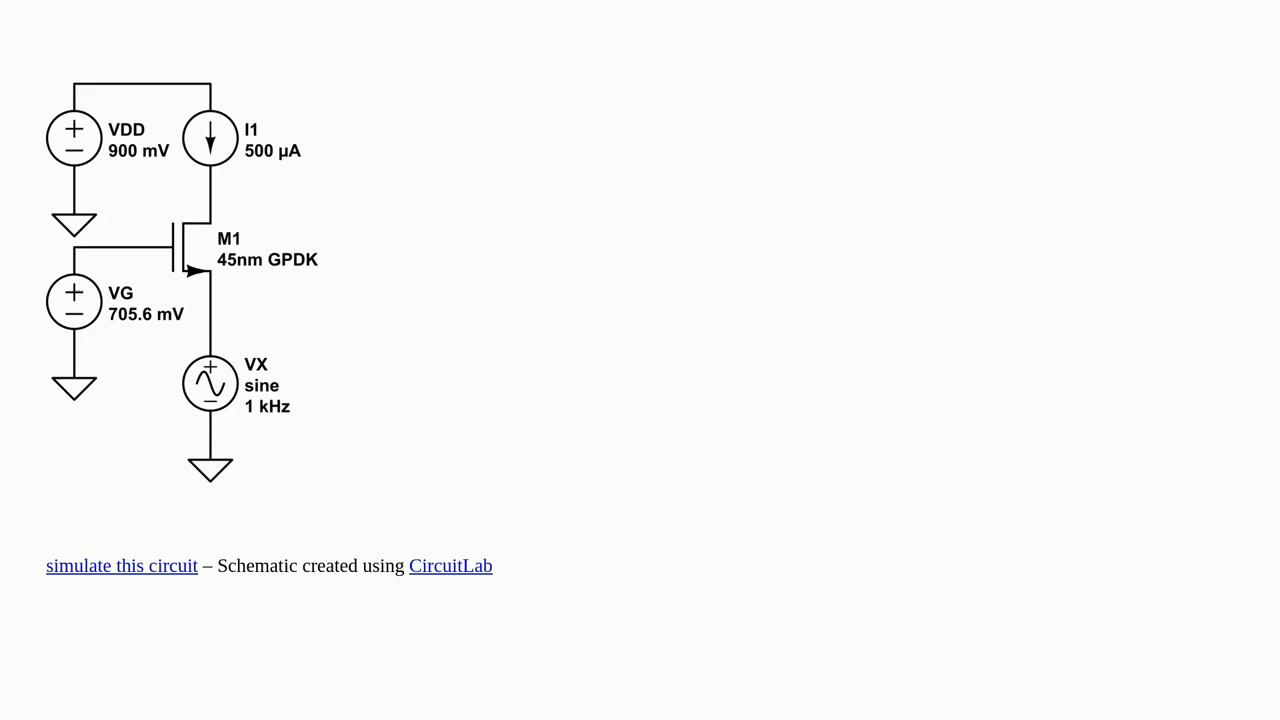 VDD
900 mV
I1
500 µA
M1
45nm GPDK
VG
705.6 mV
VX
sine
1 kHz
simulate this circuit – Schematic created using CircuitLab